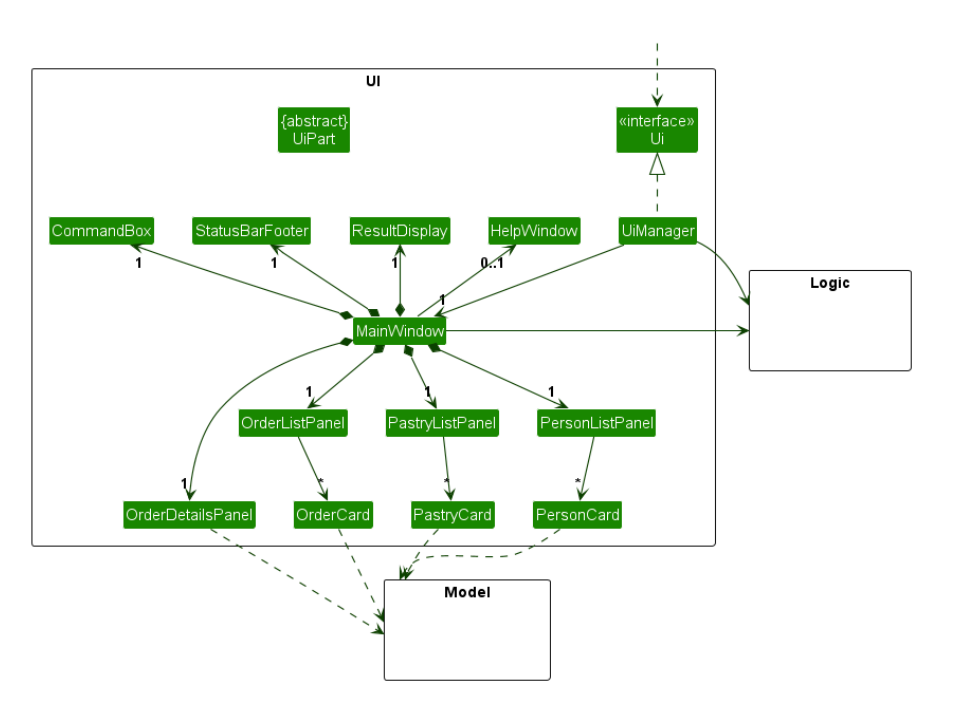 UI
{abstract}
UiPart
«interface»
Ui
CommandBox
StatusBarFooter
ResultDisplay
HelpWindow
UiManager
1
1
1
0..1
Logic
1
MainWindow
1
1
1
OrderListPanel
PastryListPanel
PersonListPanel
1
*
*
*
OrderDetailsPanel
OrderCard
PastryCard
PersonCard
Model